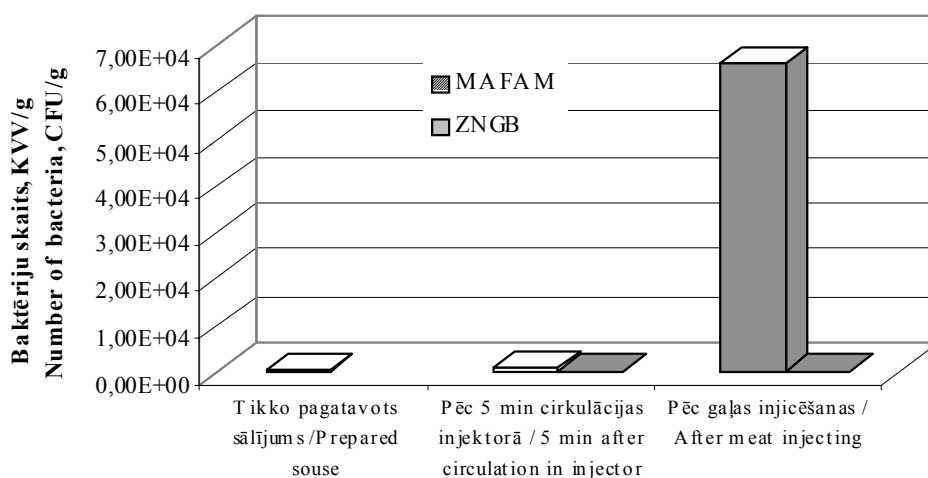 Baktēriju skaits, KVV/g
Number of bacteria, CFU/g
7,00E+04
6,00E+04
5,00E+04
4,00E+04
3,00E+04
2,00E+04
1,00E+04
0,00E+00
MAFAM
ZNGB
Tikko pagatavots
sālījums /Prepared
souse
Pēc 5 min cirkulācijas
injektorā / 5 min after
circulation in injector
Pēc gaļas injicēšanas /
After meat injecting